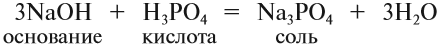 3NaOH + H₃PO₄ = Na₃PO₄ + 3H₂O
основание кислота соль